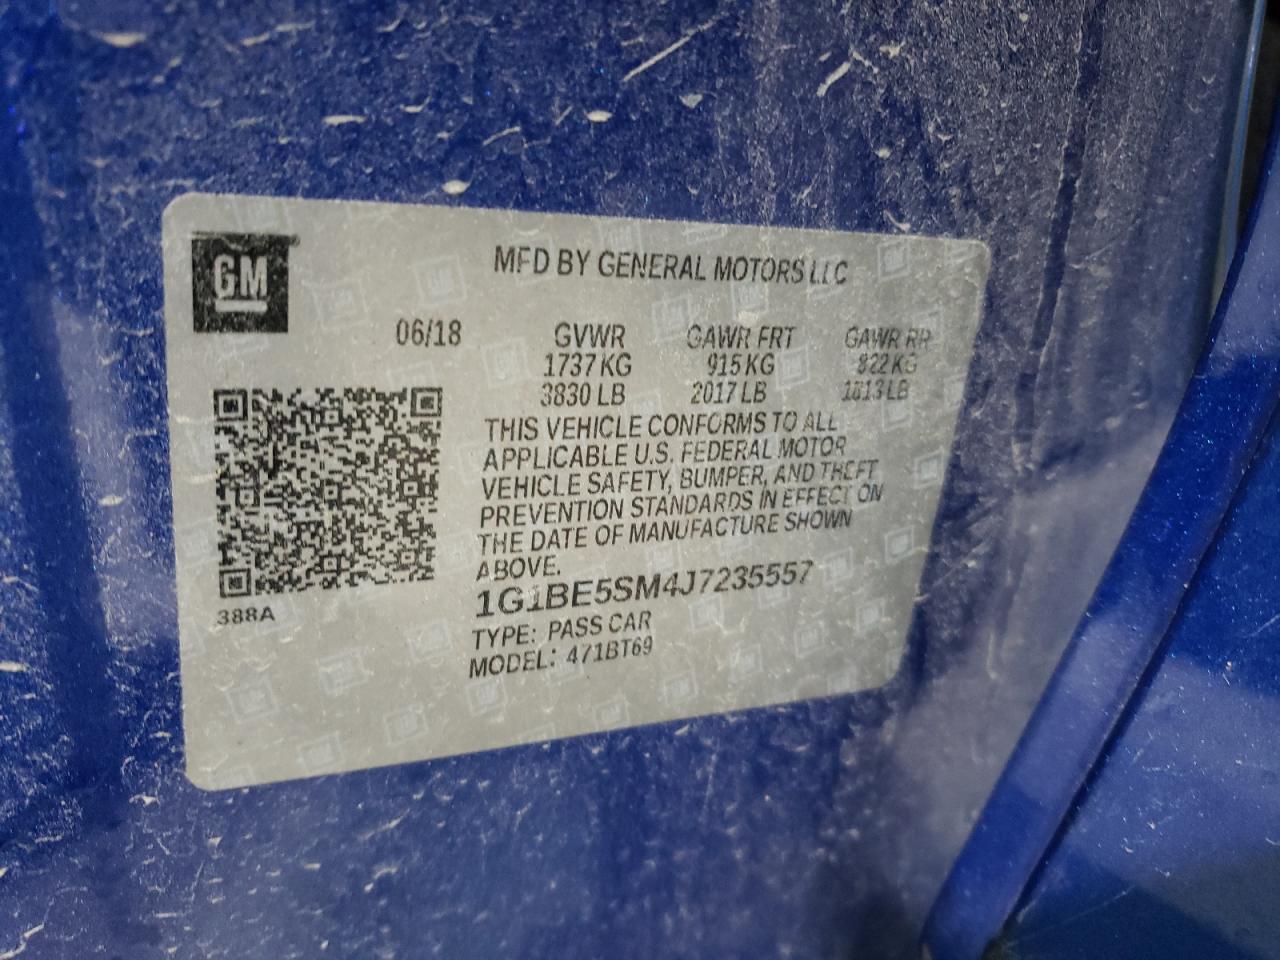 GM
MFD BY GENERAL MOTORS LLC
06/18 GVWR GAWR FRT GAWR RR
1737 KG 915 KG 822 KG
3830 LB 2017 LB 1813 LB
THIS VEHICLE CONFORMS TO ALL
APPLICABLE U.S. FEDERAL MOTOR
VEHICLE SAFETY, BUMPER, AND THEFT
PREVENTION STANDARDS IN EFFECT ON
THE DATE OF MANUFACTURE SHOWN
ABOVE.
1G1BE5SM4J7235557
388A
TYPE: PASS CAR
MODEL: 471BT69